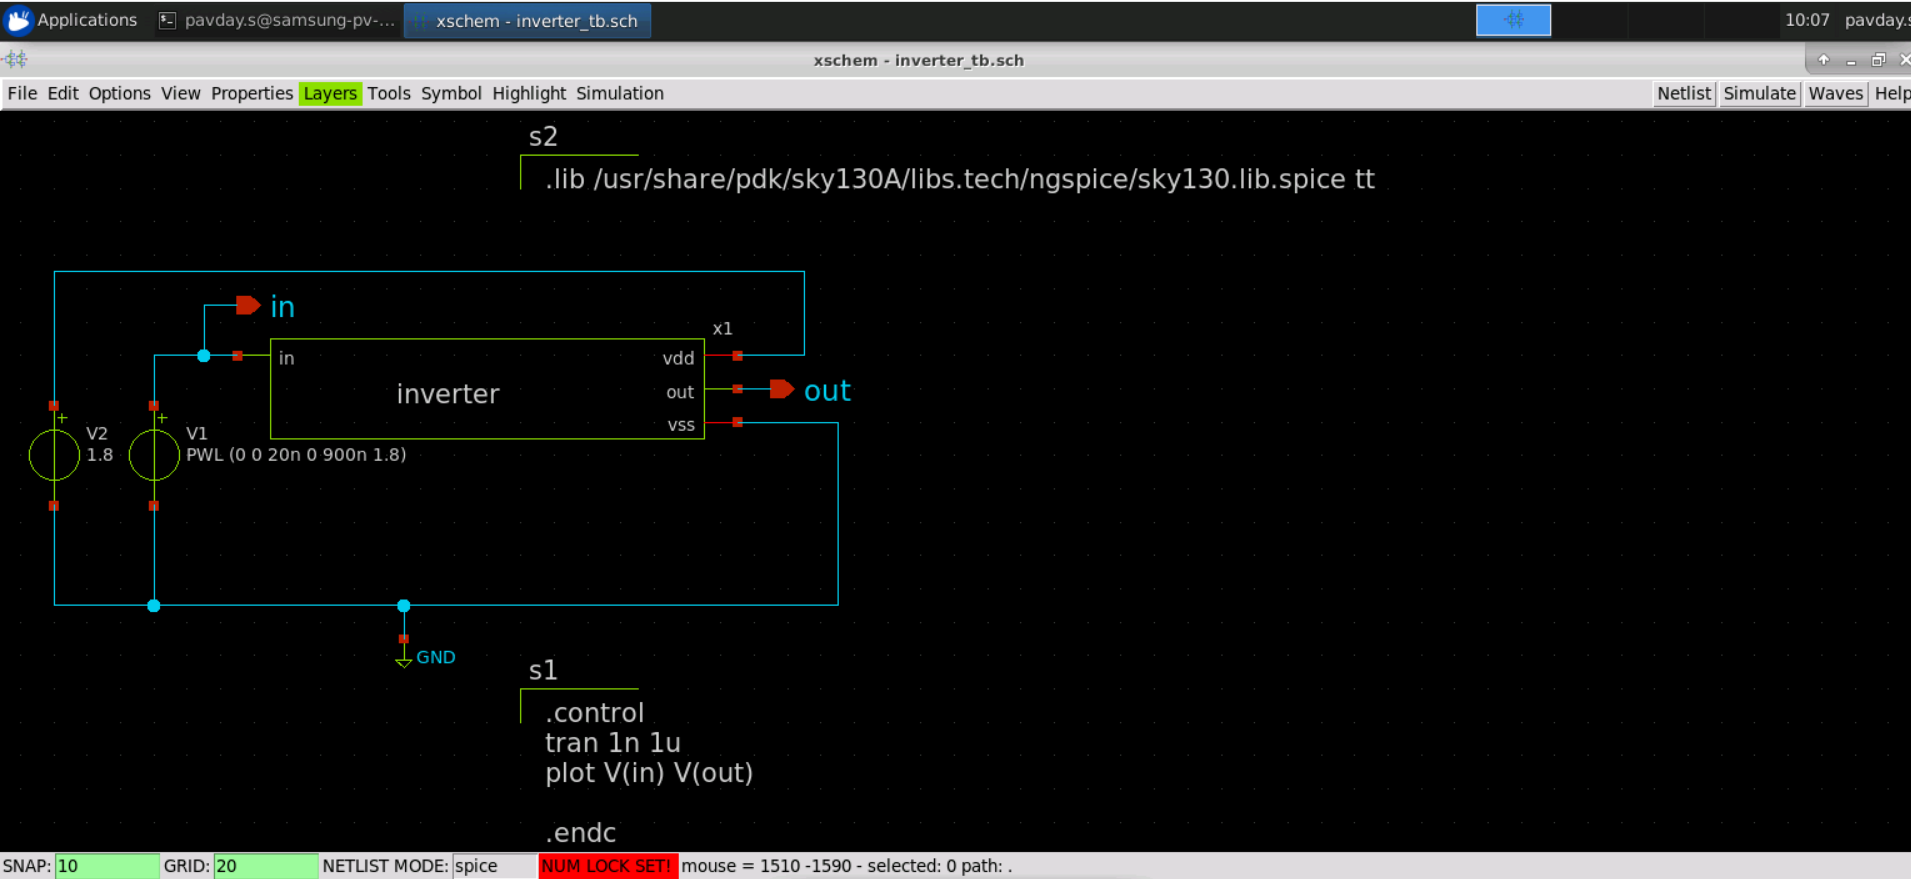 Applications pavday.s@samsung-pv-... xschem - inverter_tb.sch 10:07 pavday.s
xschem - inverter_tb.sch
File Edit Options View Properties Layers Tools Symbol Highlight Simulation Netlist Simulate Waves Help
s2
.lib /usr/share/pdk/sky130A/libs.tech/ngspice/sky130.lib.spice tt
in
x1
in vdd
inverter out out
vss
+ +
V2 V1
1.8 PWL (0 0 20n 0 900n 1.8)
GND
s1
.control
tran 1n 1u
plot V(in) V(out)
.endc
SNAP: 10 GRID: 20 NETLIST MODE: spice NUM LOCK SET! mouse = 1510 -1590 - selected: 0 path: .